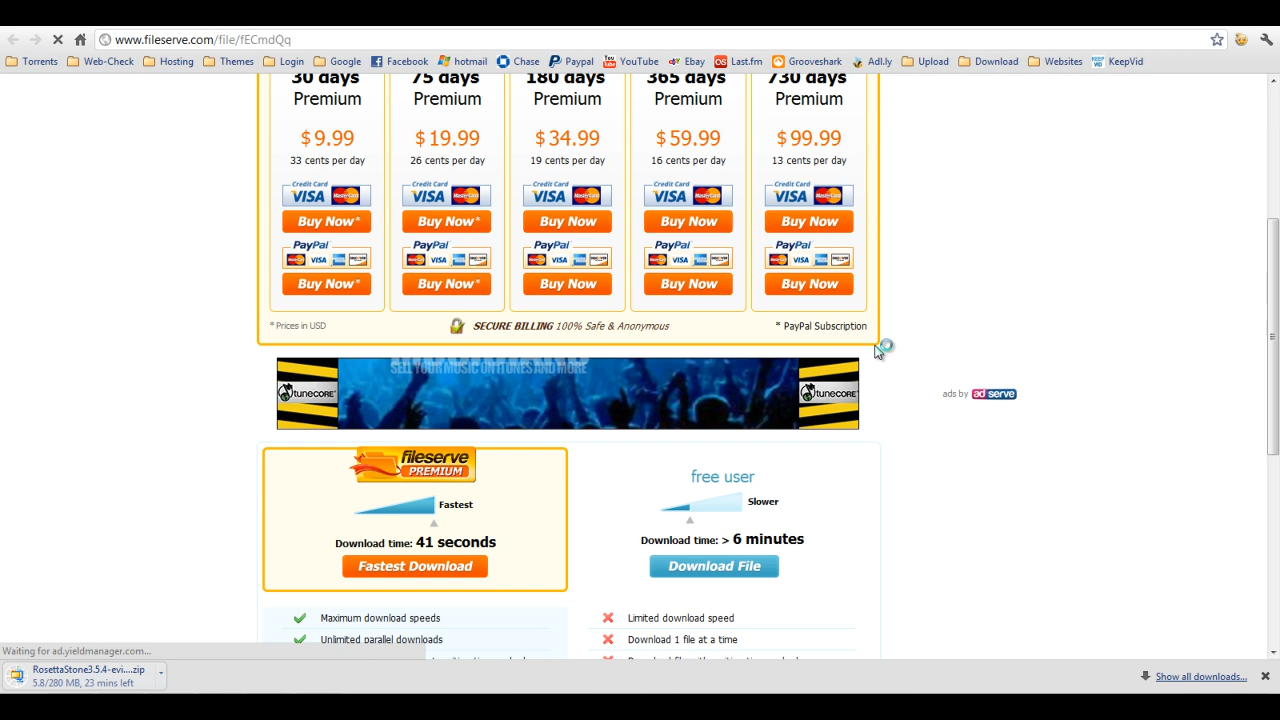 www.fileserve.com/file/fECmdQq
Torrents Web-Check Hosting Themes Login Google Facebook hotmail Chase Paypal YouTube Ebay Last.fm Grooveshark Adl.ly Upload Download Websites KeepVid
30 days 75 days 180 days 365 days 730 days
Premium Premium Premium Premium Premium
$9.99 $19.99 $34.99 $59.99 $99.99
33 cents per day 26 cents per day 19 cents per day 16 cents per day 13 cents per day
Credit Card Credit Card Credit Card Credit Card Credit Card
VISA MasterCard VISA MasterCard VISA MasterCard VISA MasterCard VISA MasterCard
Buy Now* Buy Now* Buy Now Buy Now Buy Now
PayPal PayPal PayPal PayPal PayPal
VISA VISA VISA VISA VISA
Buy Now* Buy Now* Buy Now Buy Now Buy Now
* Prices in USD SECURE BILLING 100% Safe & Anonymous * PayPal Subscription
SELL YOUR MUSIC ON ITUNES AND MORE
tunecore tunecore
ads by adserve
fileserve
PREMIUM
free user
Fastest Slower
Download time: 41 seconds Download time: > 6 minutes
Fastest Download Download File
Maximum download speeds Limited download speed
Unlimited parallel downloads Download 1 file at a time
Waiting for ad.yieldmanager.com...
RosettaStone3.5.4-evi....zip
5.8/280 MB, 23 mins left
Show all downloads...